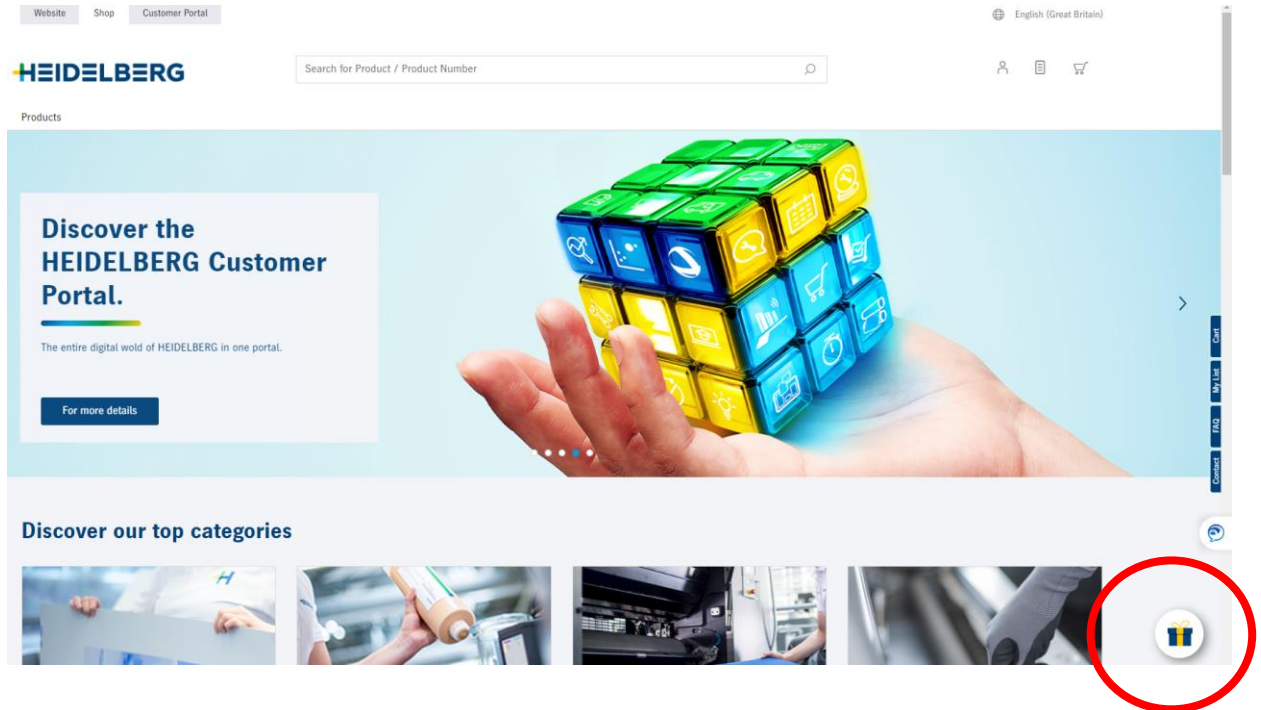 Website Shop Customer Portal
English (Great Britain)
HEIDELBERG
Search for Product / Product Number
Products
Discover the
HEIDELBERG Customer
Portal.
The entire digital wold of HEIDELBERG in one portal.
For more details
Cart
My List
FAQ
Contact
Discover our top categories